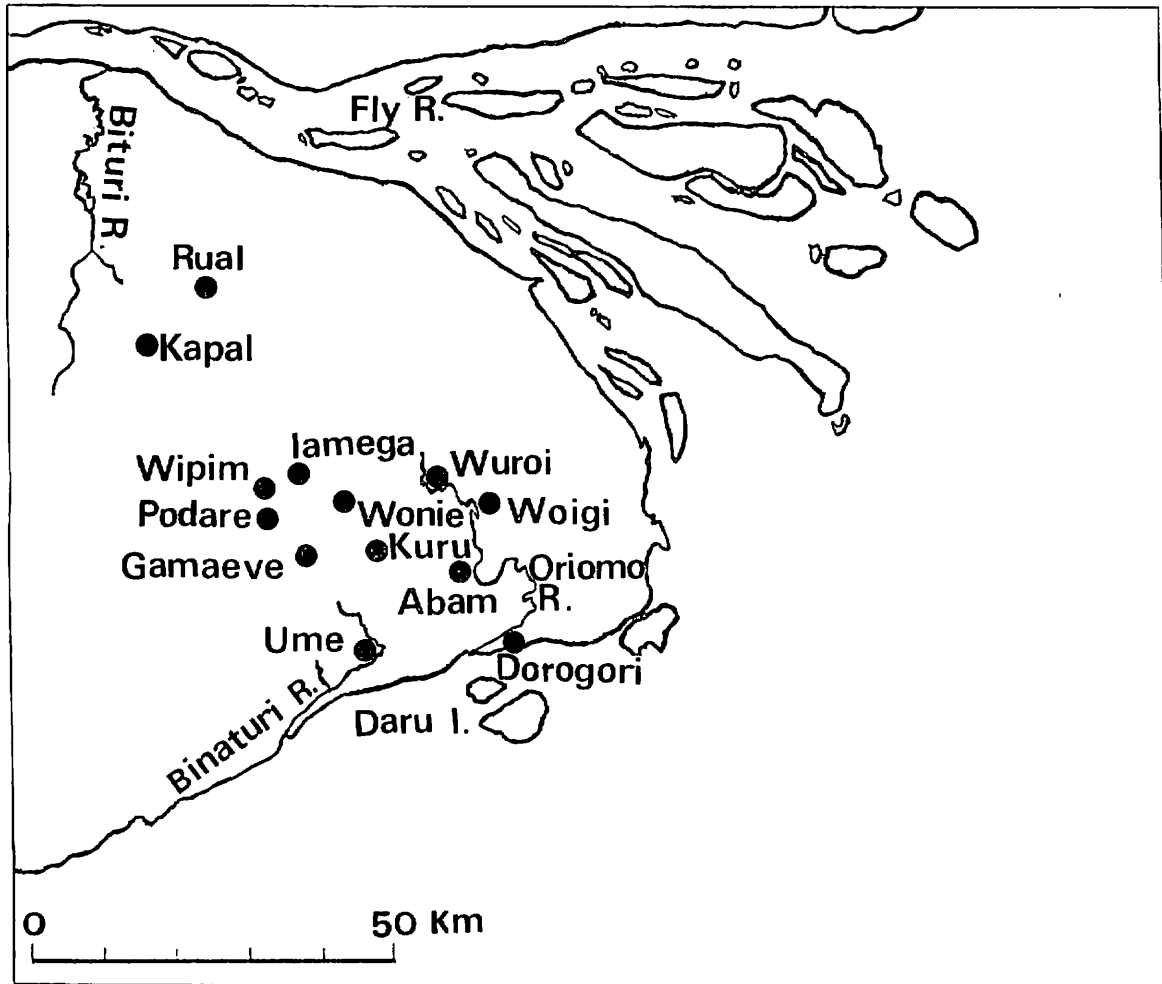 Fly R.
Bituri R.
Rual
Kapal
Iamega
Wuroi
Wipim
Podare
Wonie
Woigi
Gamaeve
Kuru
Oriomo
R.
Abam
Ume
Dorogori
Binaturi R.
Daru I.
0 50 Km